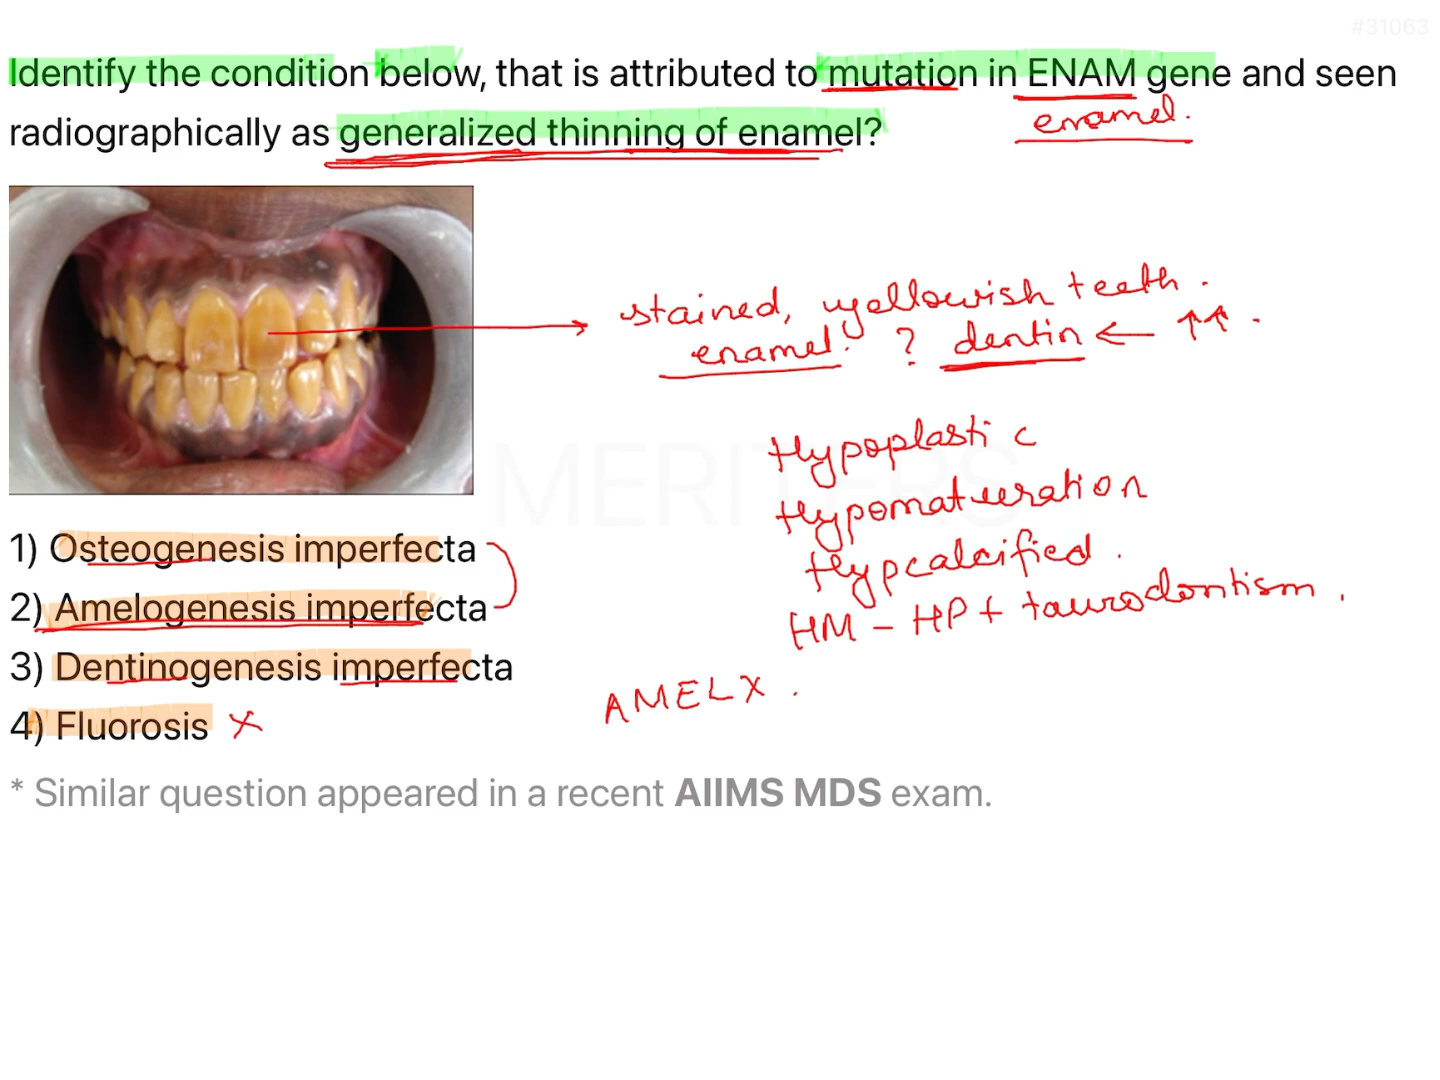 #31063
Identify the condition below, that is attributed to mutation in ENAM gene and seen
radiographically as generalized thinning of enamel?
enamel.
stained, yellowish teeth.
enamel. ? dentin ← ↑↑.
MERITERS
Hypoplastic
Hypomaturation
Hypcalcified.
HM - HP + taurodontism.
1) Osteogenesis imperfecta
2) Amelogenesis imperfecta
3) Dentinogenesis imperfecta
AMELX.
4) Fluorosis x
* Similar question appeared in a recent AIIMS MDS exam.